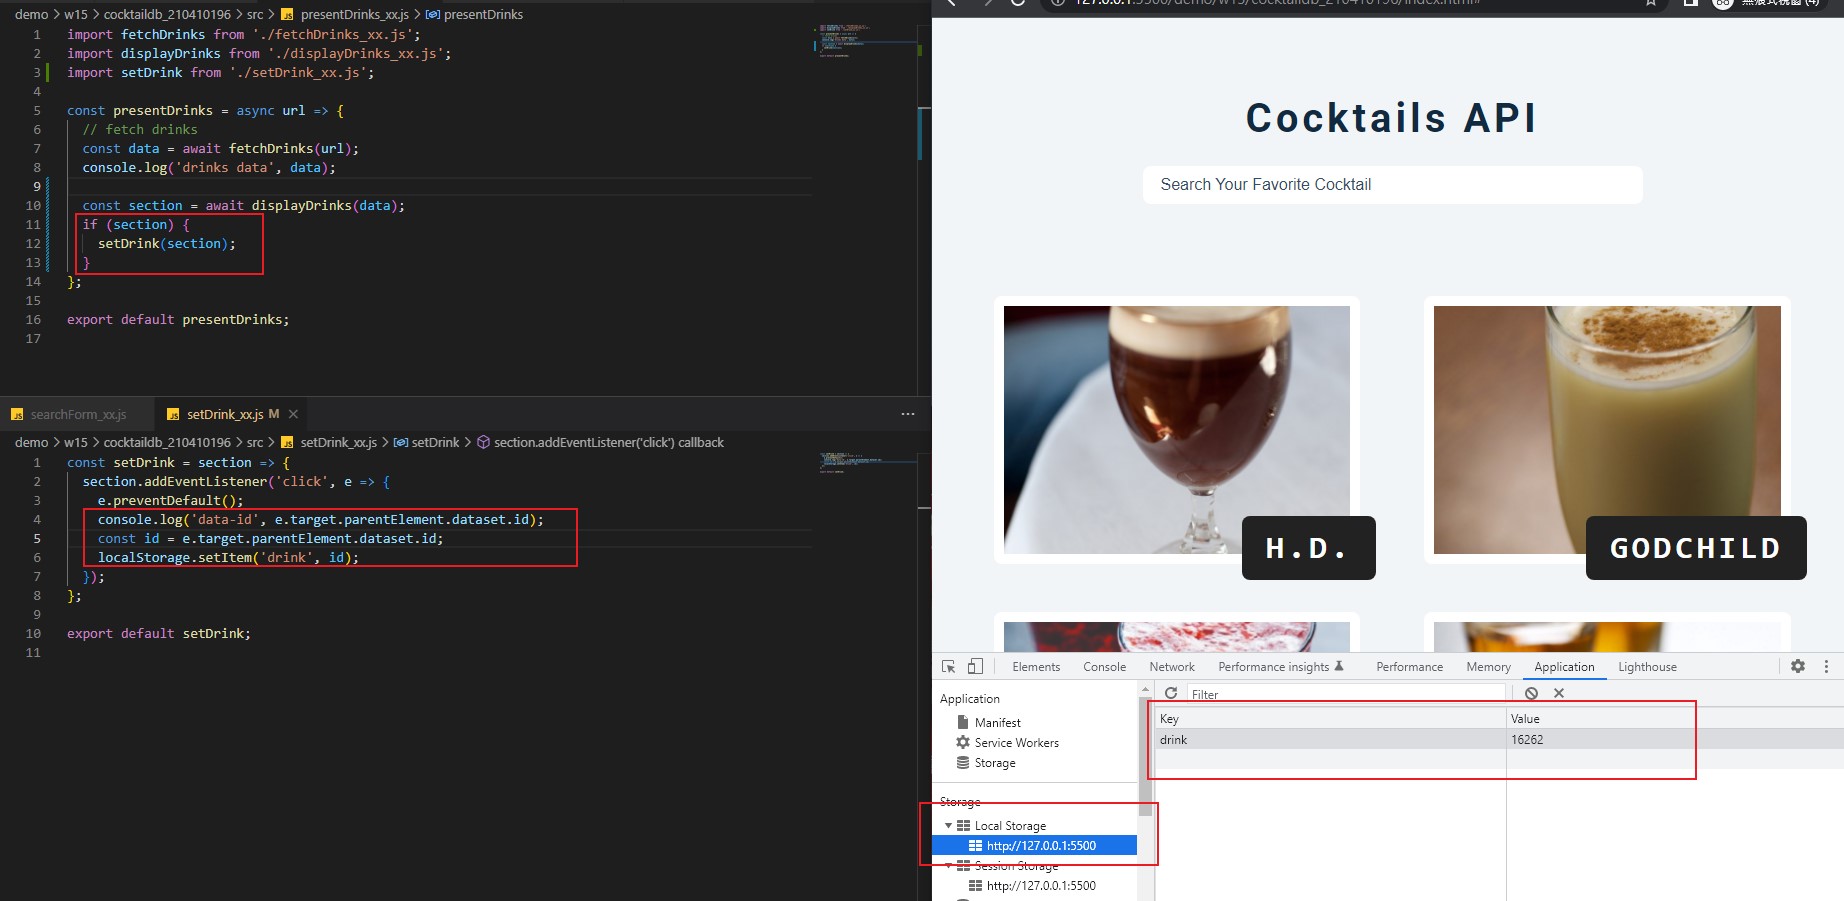 demo > w15 > cocktaildb_210410196 > src > JS presentDrinks_xx.js > presentDrinks
1 import fetchDrinks from './fetchDrinks_xx.js';
2 import displayDrinks from './displayDrinks_xx.js';
3 import setDrink from './setDrink_xx.js';
4
5 const presentDrinks = async url => {
6 // fetch drinks
7 const data = await fetchDrinks(url);
8 console.log('drinks data', data);
9
10 const section = await displayDrinks(data);
11 if (section) {
12 setDrink(section);
13 }
14 };
15
16 export default presentDrinks;
17
JS searchForm_xx.js JS setDrink_xx.js M
demo > w15 > cocktaildb_210410196 > src > JS setDrink_xx.js > setDrink > section.addEventListener('click') callback
1 const setDrink = section => {
2 section.addEventListener('click', e => {
3 e.preventDefault();
4 console.log('data-id', e.target.parentElement.dataset.id);
5 const id = e.target.parentElement.dataset.id;
6 localStorage.setItem('drink', id);
7 });
8 };
9
10 export default setDrink;
11
127.0.0.1:5500/demo/w15/cocktaildb_210410196/index.html#
無痕式視窗 (4)
Cocktails API
Search Your Favorite Cocktail
H.D.
GODCHILD
Elements Console Network Performance insights Performance Memory Application Lighthouse
Application
Manifest
Service Workers
Storage
Storage
Local Storage
http://127.0.0.1:5500
Session Storage
http://127.0.0.1:5500
Filter
Key Value
drink 16262